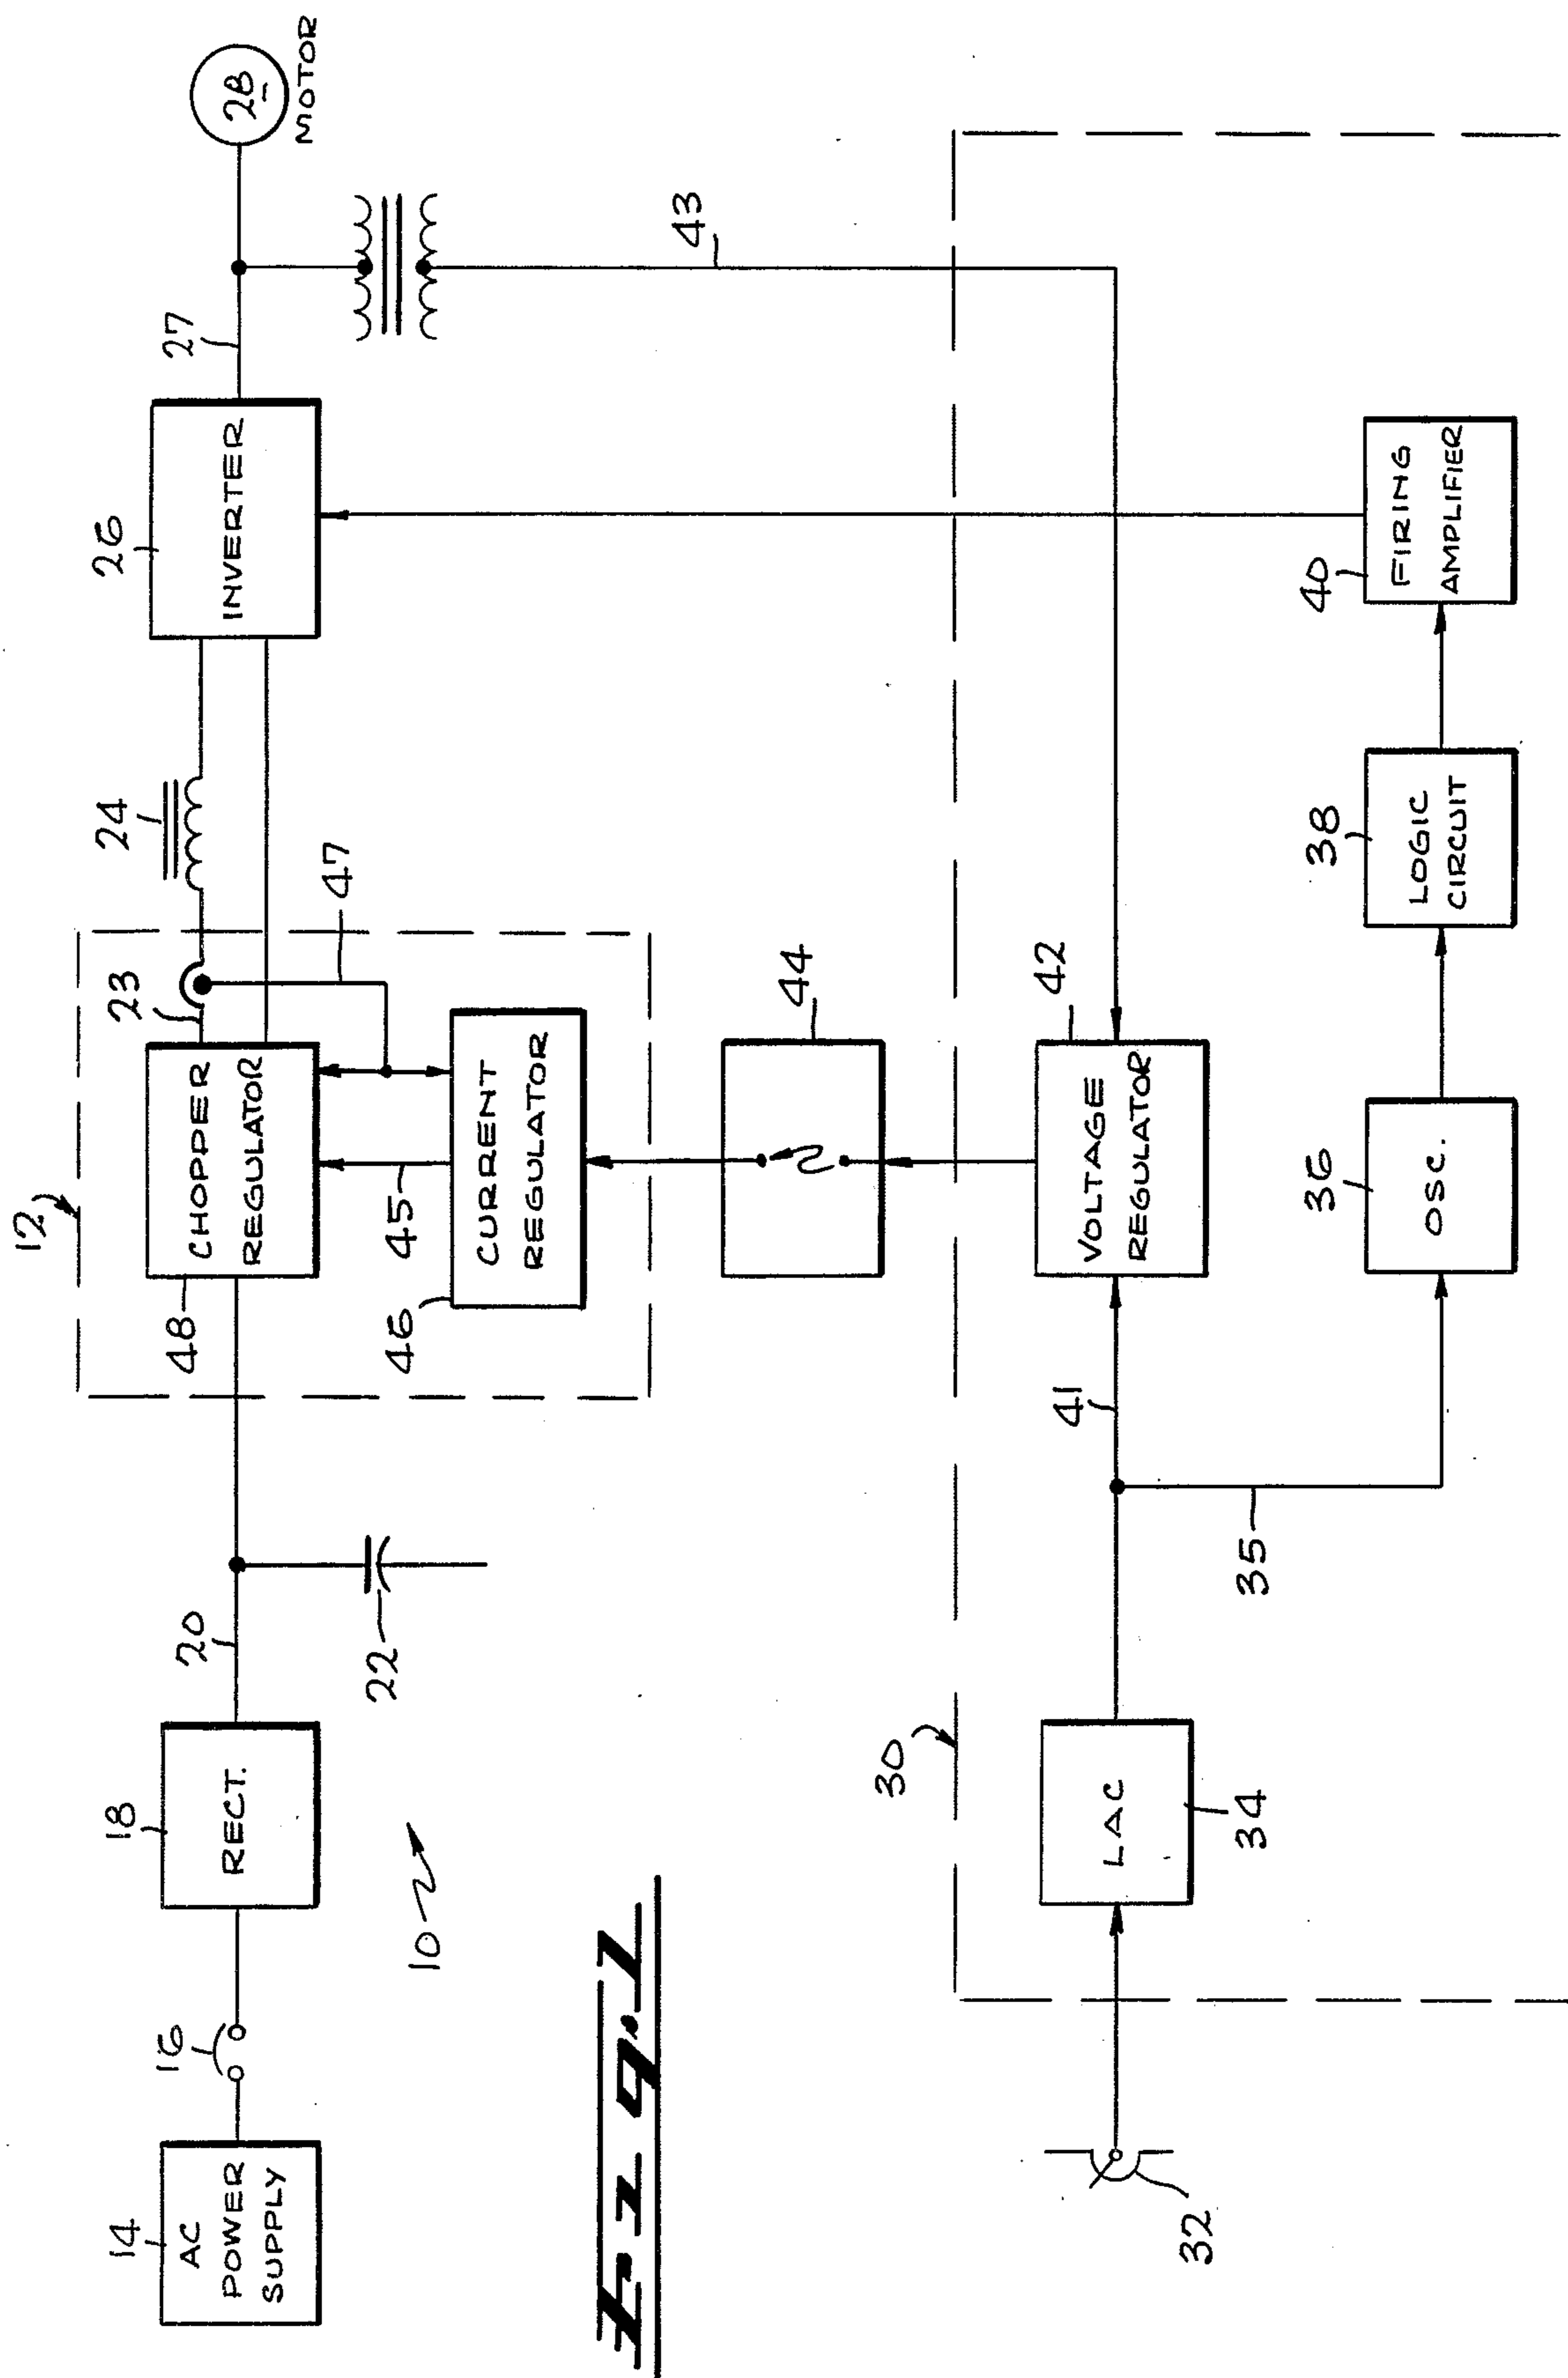 14
AC
POWER
SUPPLY
16
18
RECT.
20
22
10
12
48
CHOPPER
REGULATOR
23
45
47
46
CURRENT
REGULATOR
24
26
INVERTER
27
28
MOTOR
43
44
30
32
LAC
34
41
35
42
VOLTAGE
REGULATOR
36
OSC.
38
LOGIC
CIRCUIT
40
FIRING
AMPLIFIER
Fig. 1